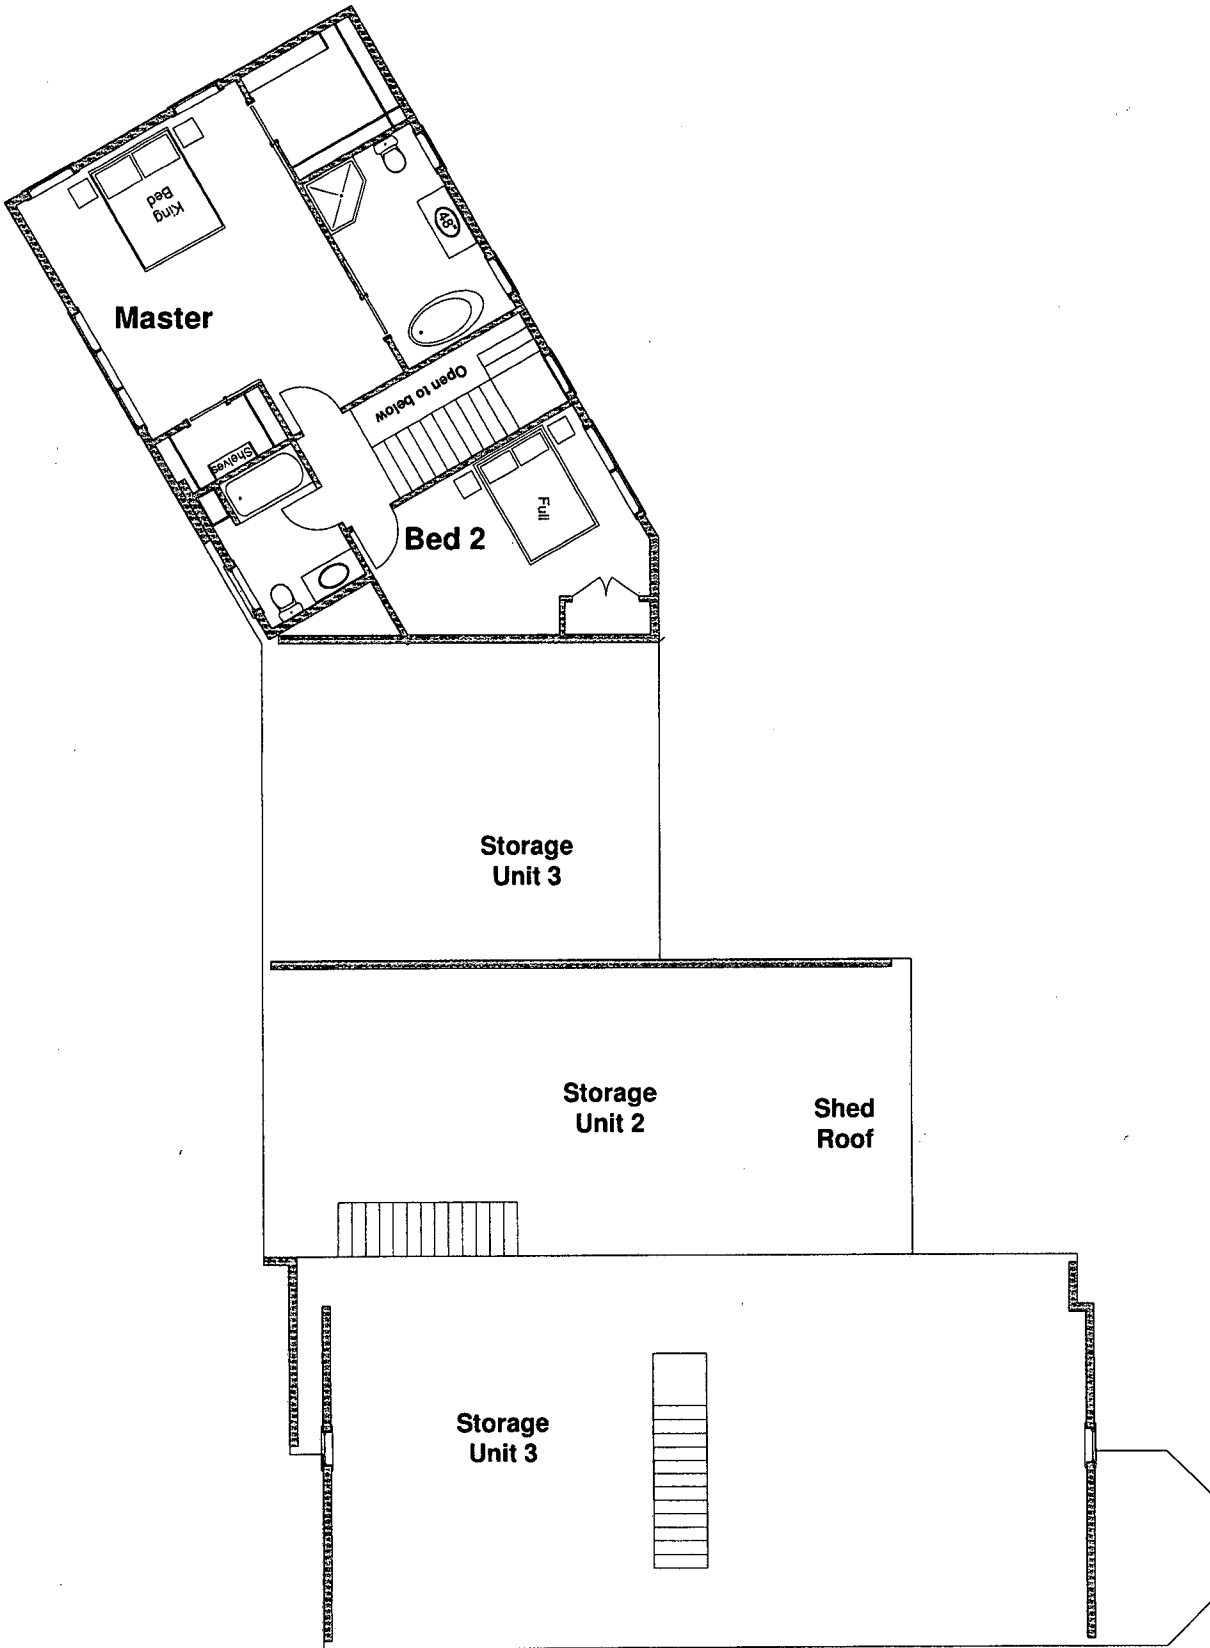 King
Bed
48"
Master
Open to below
Shelves
Full
Bed 2
Storage
Unit 3
Storage
Unit 2
Shed
Roof
Storage
Unit 3